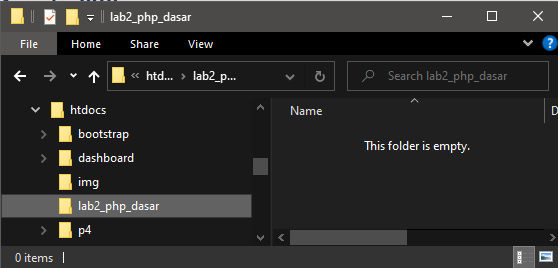 lab2_php_dasar
File Home Share View
htd... lab2_p... Search lab2_php_dasar
htdocs
bootstrap
dashboard
img
lab2_php_dasar
p4
Name
D
This folder is empty.
0 items